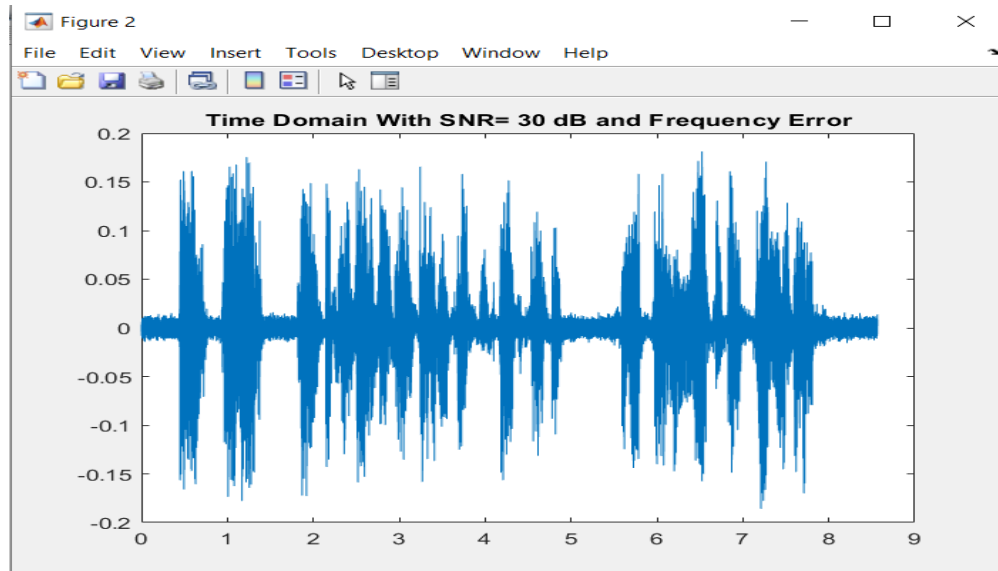 Figure 2
File Edit View Insert Tools Desktop Window Help
Time Domain With SNR= 30 dB and Frequency Error
0.2
0.15
0.1
0.05
0
-0.05
-0.1
-0.15
-0.2
0 1 2 3 4 5 6 7 8 9